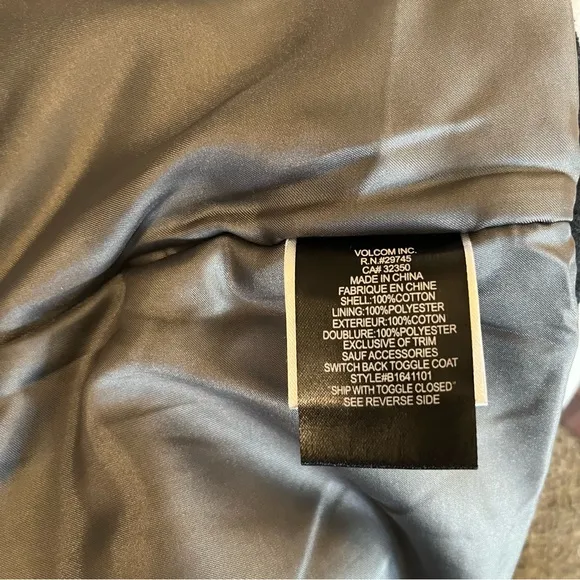 VOLCOM INC.
R.N.#29745
CA# 32350
MADE IN CHINA
FABRIQUE EN CHINE
SHELL:100%COTTON
LINING:100%POLYESTER
EXTERIEUR:100%COTON
DOUBLURE:100%POLYESTER
EXCLUSIVE OF TRIM
SAUF ACCESSORIES
SWITCH BACK TOGGLE COAT
STYLE#B1641101
"SHIP WITH TOGGLE CLOSED"
SEE REVERSE SIDE